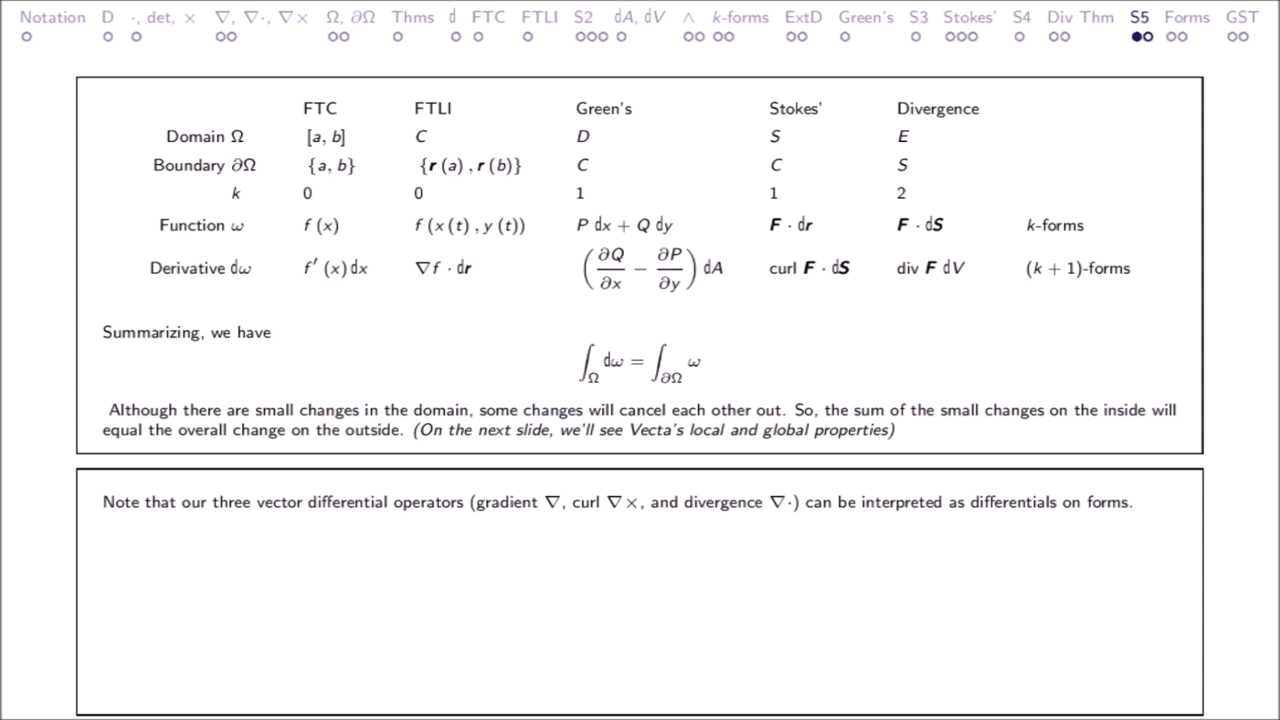 Notation D ·, det, × ∇, ∇·, ∇× Ω, ∂Ω Thms d FTC FTLI S2 dA, dV ∧ k-forms ExtD Green's S3 Stokes' S4 Div Thm S5 Forms GST
FTC FTLI Green's Stokes' Divergence
Domain Ω [a, b] C D S E
Boundary ∂Ω {a, b} {r (a) , r (b)} C C S
k 0 0 1 1 2
Function ω f (x) f (x (t) , y (t)) P dx + Q dy F · dr F · dS k-forms
Derivative dω f′ (x) dx ∇f · dr (∂Q/∂x − ∂P/∂y) dA curl F · dS div F dV (k + 1)-forms
Summarizing, we have
∫_Ω dω = ∫_∂Ω ω
Although there are small changes in the domain, some changes will cancel each other out. So, the sum of the small changes on the inside will
equal the overall change on the outside. (On the next slide, we'll see Vecta's local and global properties)
Note that our three vector differential operators (gradient ∇, curl ∇×, and divergence ∇·) can be interpreted as differentials on forms.